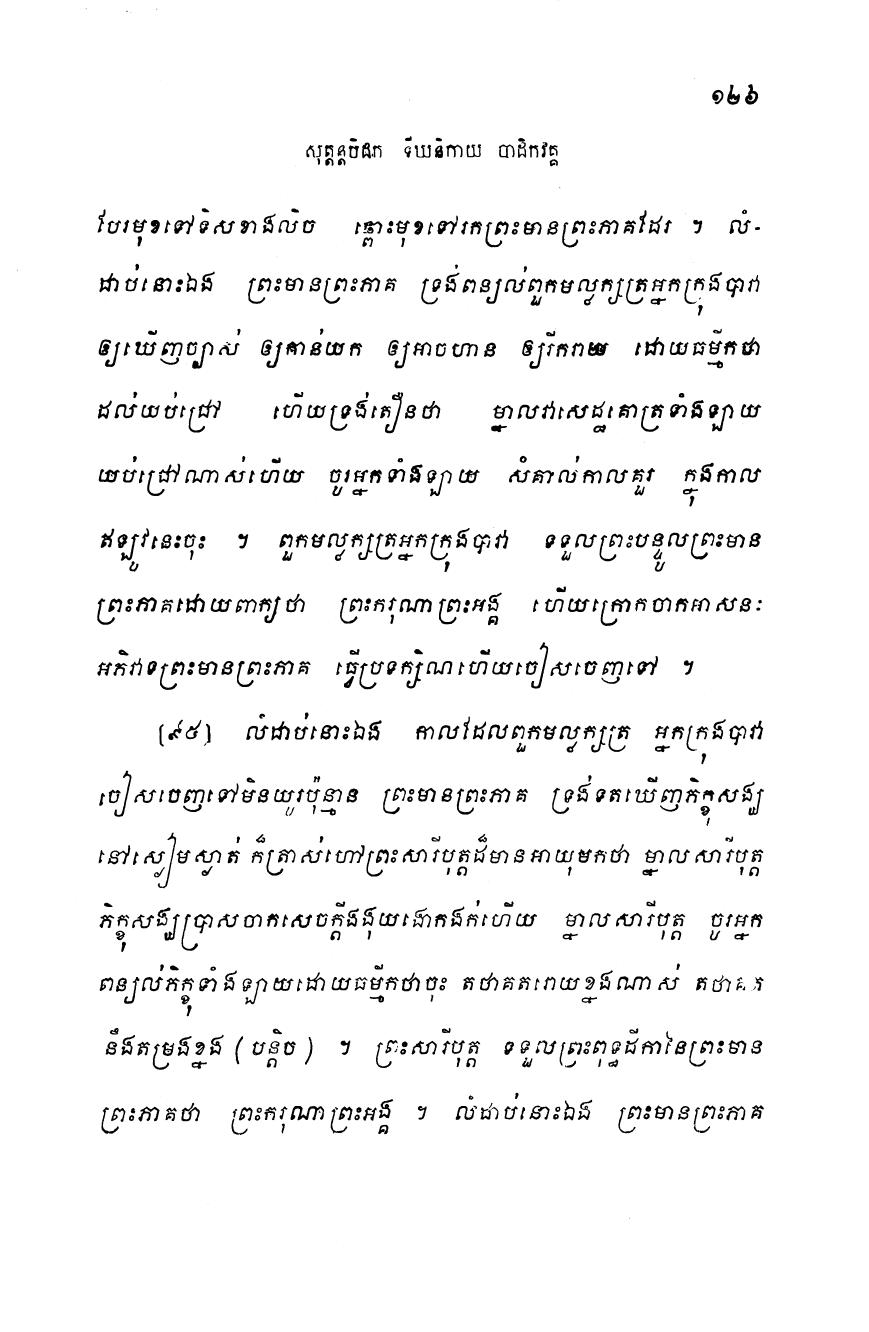 ១២៦
សុត្តន្តបិដក ទីឃនិកាយ បាដិកវគ្គ
បែរមុខទៅទិសខាងលិច ឆ្ពោះមុខទៅរកព្រះមានព្រះភាគដែរ ។ លំ-
ដាប់នោះឯង ព្រះមានព្រះភាគ ទ្រង់ពន្យល់ពួកមល្លក្សត្រអ្នកក្រុងបាវា
ឲ្យឃើញច្បាស់ ឲ្យកាន់យក ឲ្យអាចហាន ឲ្យរីករាយ ដោយធម្មីកថា
ដល់យប់ជ្រៅ ហើយទ្រង់តឿនថា ម្នាលវាសេដ្ឋគោត្រទាំងឡាយ
យប់ជ្រៅណាស់ហើយ ចូរអ្នកទាំងឡាយ សំគាល់កាលគួរ ក្នុងកាល
ឥឡូវនេះចុះ ។ ពួកមល្លក្សត្រអ្នកក្រុងបាវា ទទួលព្រះបន្ទូលព្រះមាន
ព្រះភាគដោយពាក្យថា ព្រះករុណាព្រះអង្គ ហើយក្រោកចាកអាសនៈ
អភិវាទព្រះមានព្រះភាគ ធ្វើប្រទក្សិណហើយចៀសចេញទៅ ។
[៩៥] លំដាប់នោះឯង កាលដែលពួកមល្លក្សត្រ អ្នកក្រុងបាវា
ចៀសចេញទៅមិនយូរប៉ុន្មាន ព្រះមានព្រះភាគ ទ្រង់ទតឃើញភិក្ខុសង្ឃ
នៅស្ងៀមស្ងាត់ ក៏ត្រាស់ហៅព្រះសារីបុត្តដ៏មានអាយុមកថា ម្នាលសារីបុត្ត
ភិក្ខុសង្ឃប្រាសចាកសេចក្តីងងុយងោកងក់ហើយ ម្នាលសារីបុត្ត ចូរអ្នក
ពន្យល់ភិក្ខុទាំងឡាយដោយធម្មីកថាចុះ តថាគតរោយខ្នងណាស់ តថាគត
នឹងតម្រង់ខ្នង (បន្តិច) ។ ព្រះសារីបុត្ត ទទួលព្រះពុទ្ធដីកានៃព្រះមាន
ព្រះភាគថា ព្រះករុណាព្រះអង្គ ។ លំដាប់នោះឯង ព្រះមានព្រះភាគ